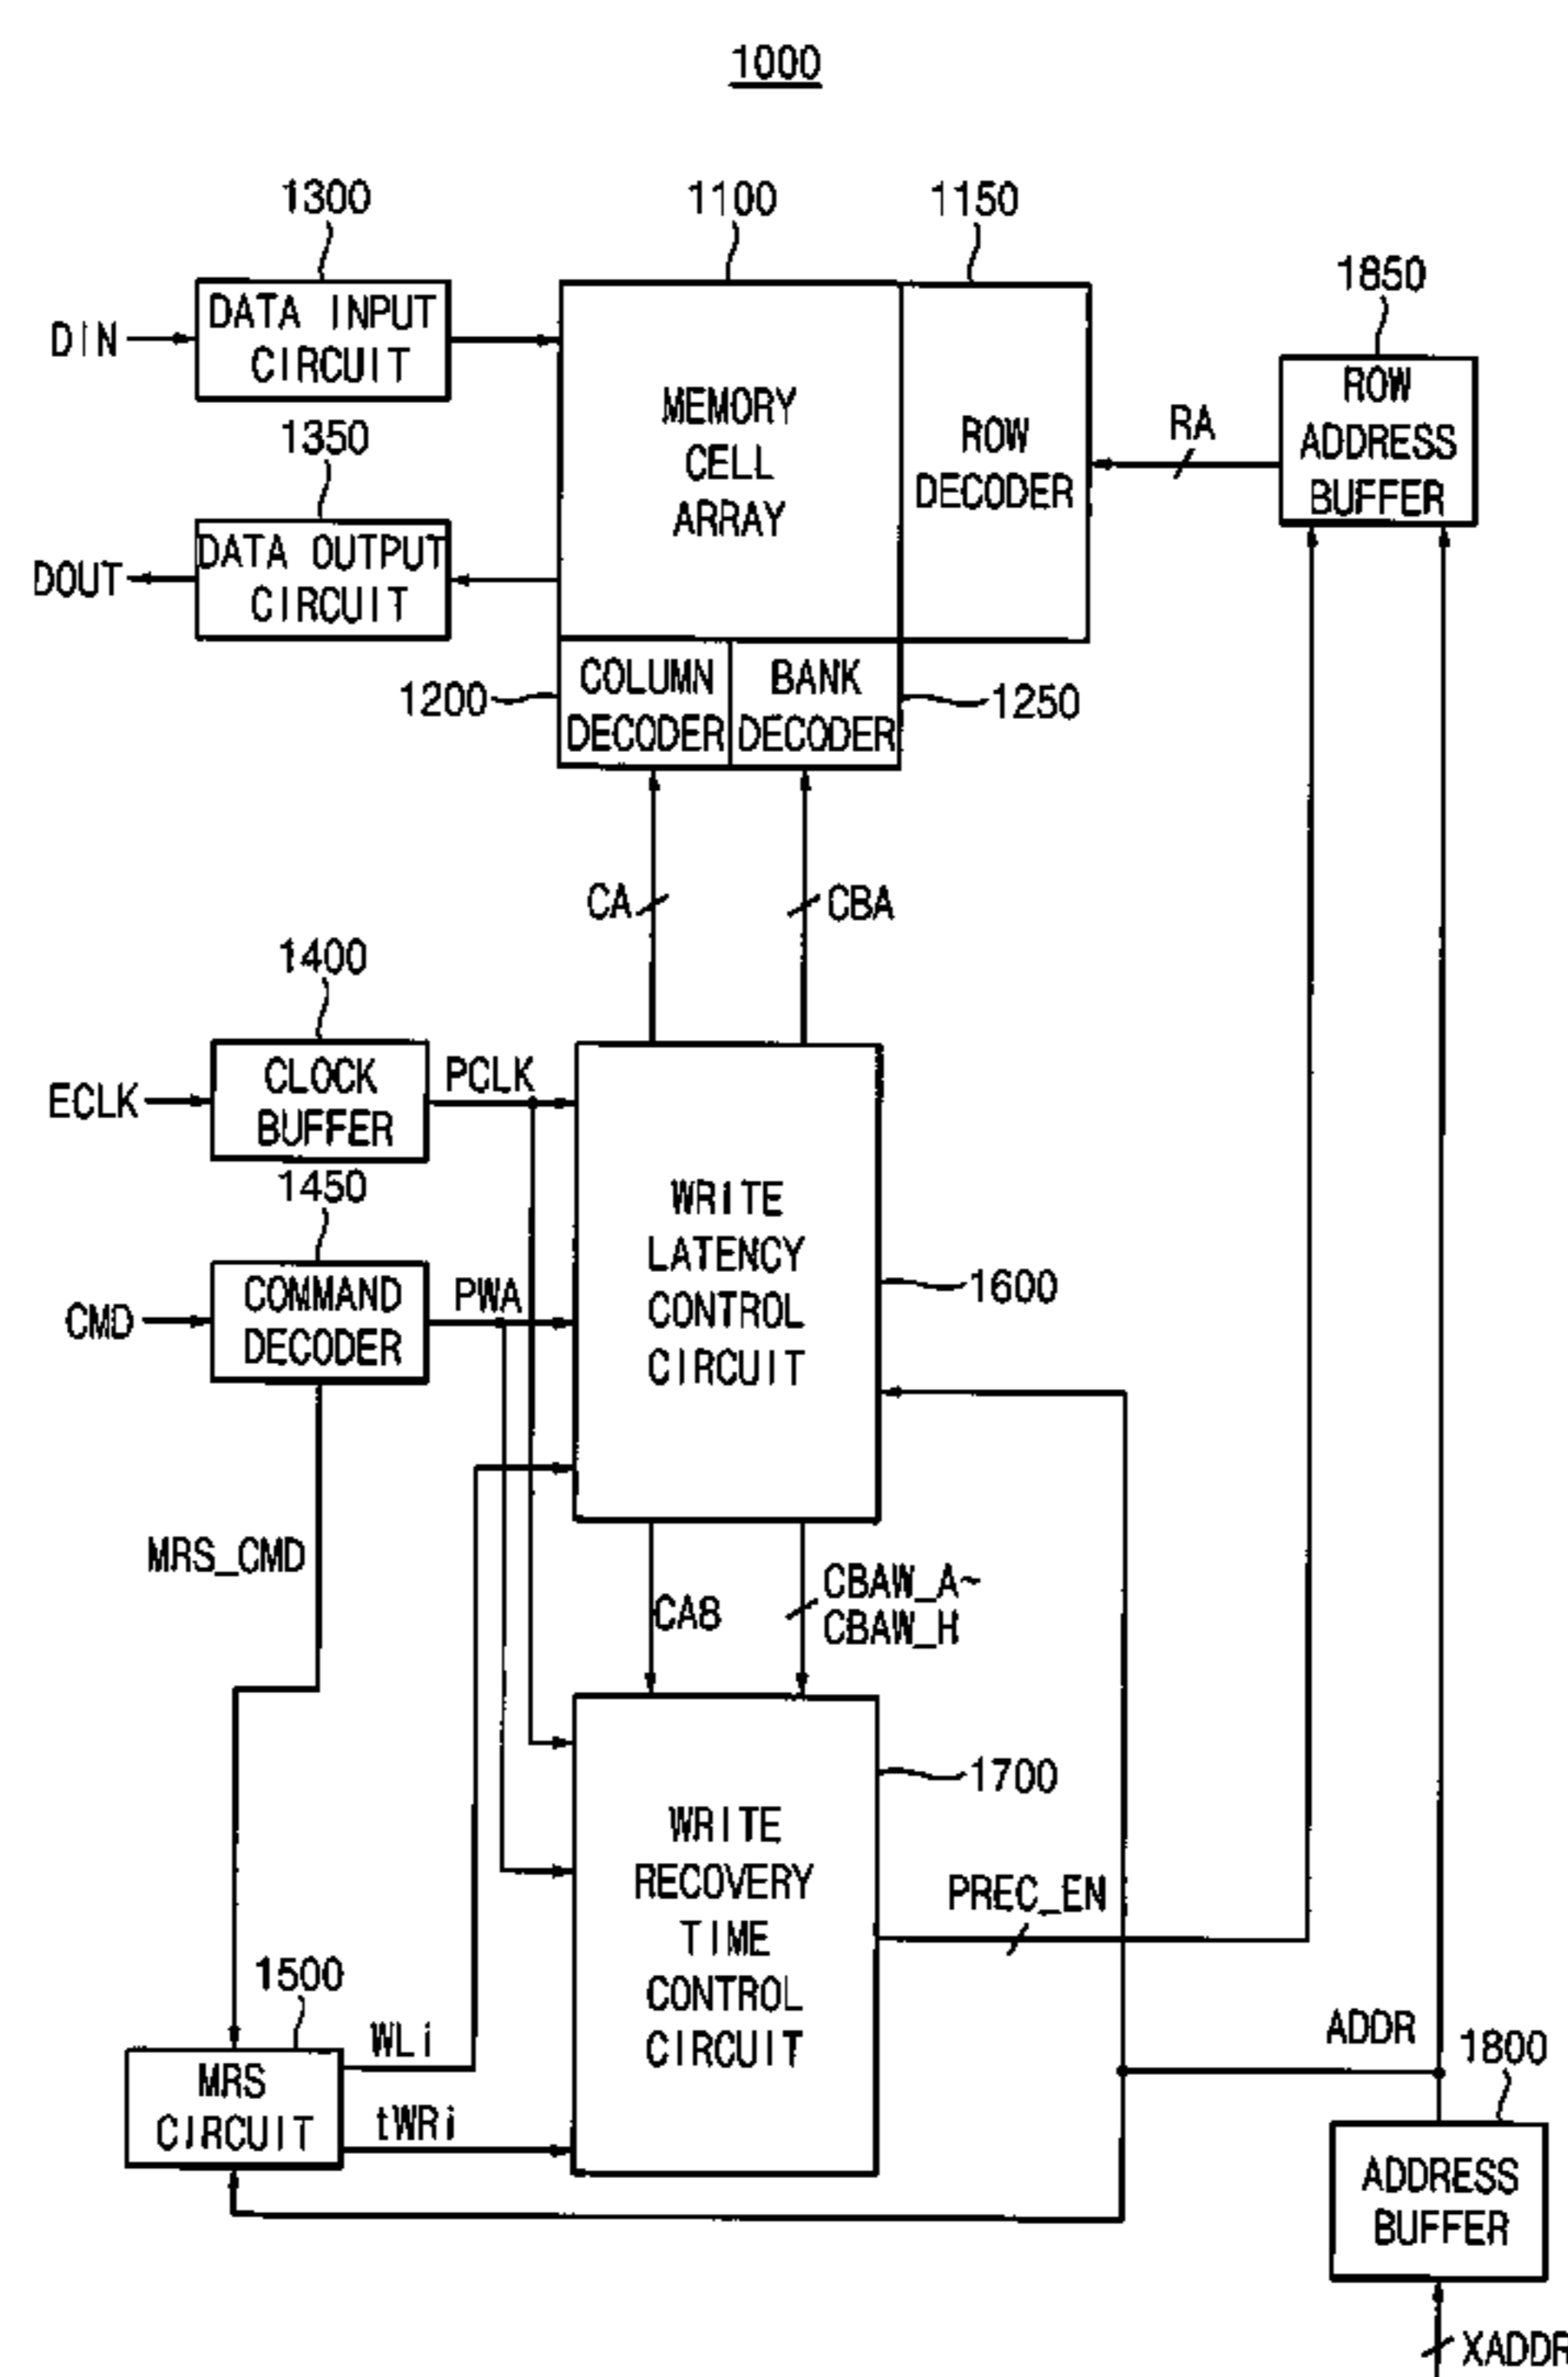 1000
1300
1100
1150
1850
DIN
DATA INPUT
CIRCUIT
MEMORY
CELL
ARRAY
ROW
DECODER
RA
ROW
ADDRESS
BUFFER
1350
DOUT
DATA OUTPUT
CIRCUIT
1200
COLUMN
DECODER
BANK
DECODER
1250
CA
CBA
1400
ECLK
CLOCK
BUFFER
PCLK
1450
CMD
COMMAND
DECODER
PWA
WRITE
LATENCY
CONTROL
CIRCUIT
1600
MRS_CMD
CA8
CBAW_A~
CBAW_H
1700
WRITE
RECOVERY
TIME
CONTROL
CIRCUIT
PREC_EN
1500
MRS
CIRCUIT
WLi
tWRi
ADDR
1800
ADDRESS
BUFFER
XADDR